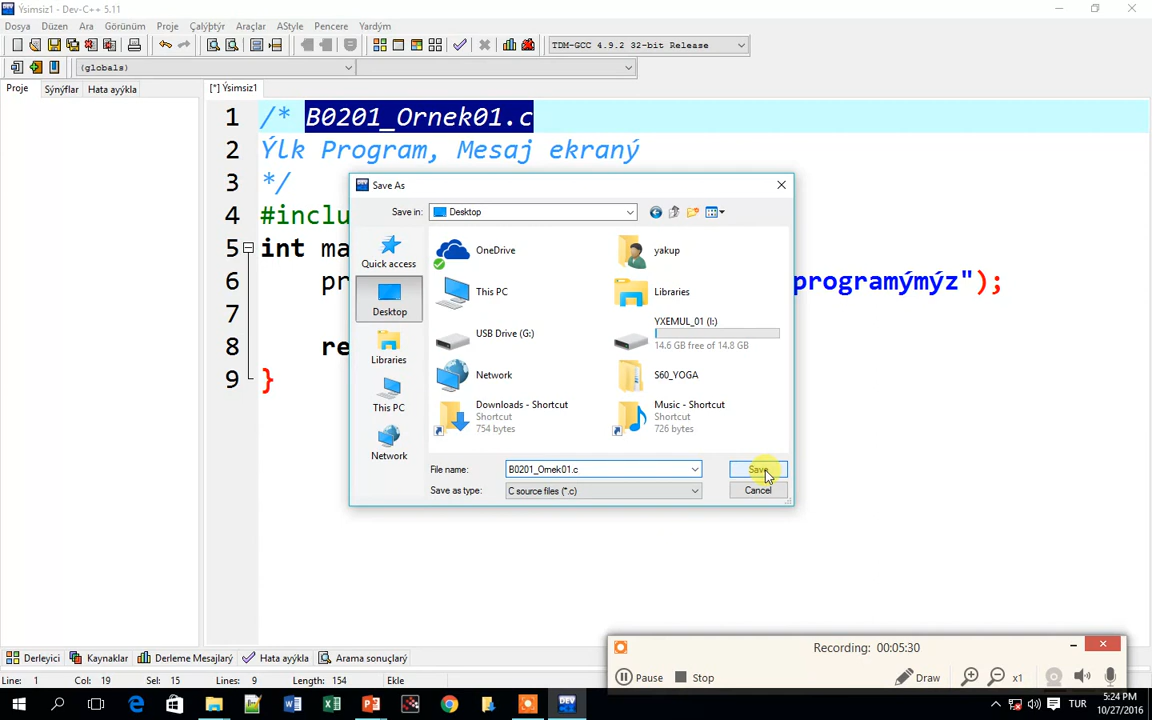 Ýsimsiz1 - Dev-C++ 5.11
Dosya Düzen Ara Görünüm Proje Çalýþtýr Araçlar AStyle Pencere Yardým
TDM-GCC 4.9.2 32-bit Release
(globals)
Proje Sýnýflar Hata ayýkla
[*] Ýsimsiz1
1 /* B0201_Ornek01.c
2 Ýlk Program, Mesaj ekraný
3 */
4 #inclu
5 int ma
6 pr programýmýz");
7
8 re
9 }
Save As
Save in: Desktop
Quick access
Desktop
Libraries
This PC
Network
OneDrive
yakup
This PC
Libraries
USB Drive (G:)
YXEMUL_01 (I:)
14.6 GB free of 14.8 GB
Network
S60_YOGA
Downloads - Shortcut
Shortcut
754 bytes
Music - Shortcut
Shortcut
726 bytes
File name: B0201_Ornek01.c Save
Save as type: C source files (*.c) Cancel
Recording: 00:05:30
Pause Stop Draw x1
Derleyici Kaynaklar Derleme Mesajlarý Hata ayýkla Arama sonuçlarý
Line: 1 Col: 19 Sel: 15 Lines: 9 Length: 154 Ekle
TUR
5:24 PM
10/27/2016